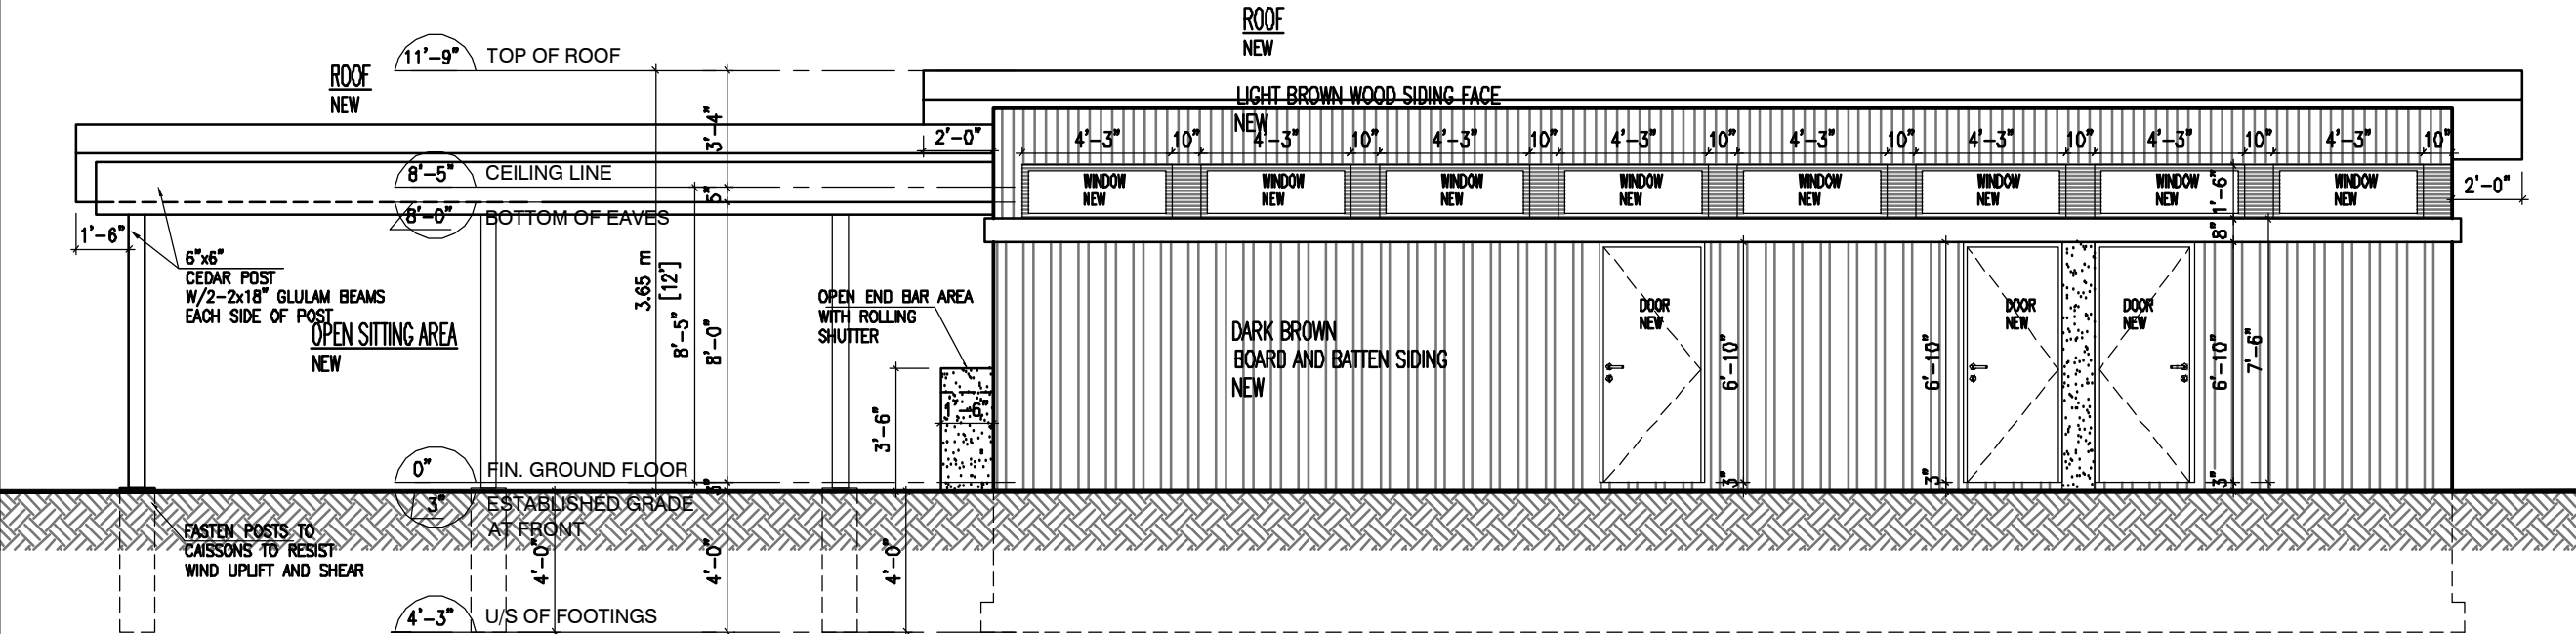 ROOF
NEW
11'-9" TOP OF ROOF
ROOF
NEW
LIGHT BROWN WOOD SIDING FACE
NEW
3'-4"
2'-0"
4'-3" 10" 4'-3" 10" 4'-3" 10" 4'-3" 10" 4'-3" 10" 4'-3" 10" 4'-3" 10" 4'-3" 10"
8'-5" CEILING LINE
5"
WINDOW WINDOW WINDOW WINDOW WINDOW WINDOW WINDOW WINDOW
NEW NEW NEW NEW NEW NEW NEW NEW
1'-6"
2'-0"
8'-0" BOTTOM OF EAVES
8"
1'-6"
6"x6"
CEDAR POST
W/2-2x18" GLULAM BEAMS
EACH SIDE OF POST
OPEN SITTING AREA
NEW
3.65 m
[12']
8'-5"
8'-0"
OPEN END BAR AREA
WITH ROLLING
SHUTTER
DARK BROWN
BOARD AND BATTEN SIDING
NEW
DOOR DOOR DOOR
NEW NEW NEW
6'-10" 6'-10" 6'-10" 7'-6"
1'-6"
3'-6"
0" FIN. GROUND FLOOR
3" 3" 3" 3"
3" ESTABLISHED GRADE
AT FRONT
FASTEN POSTS TO
CAISSONS TO RESIST
WIND UPLIFT AND SHEAR
4'-0" 4'-0" 4'-0"
4'-3" U/S OF FOOTINGS